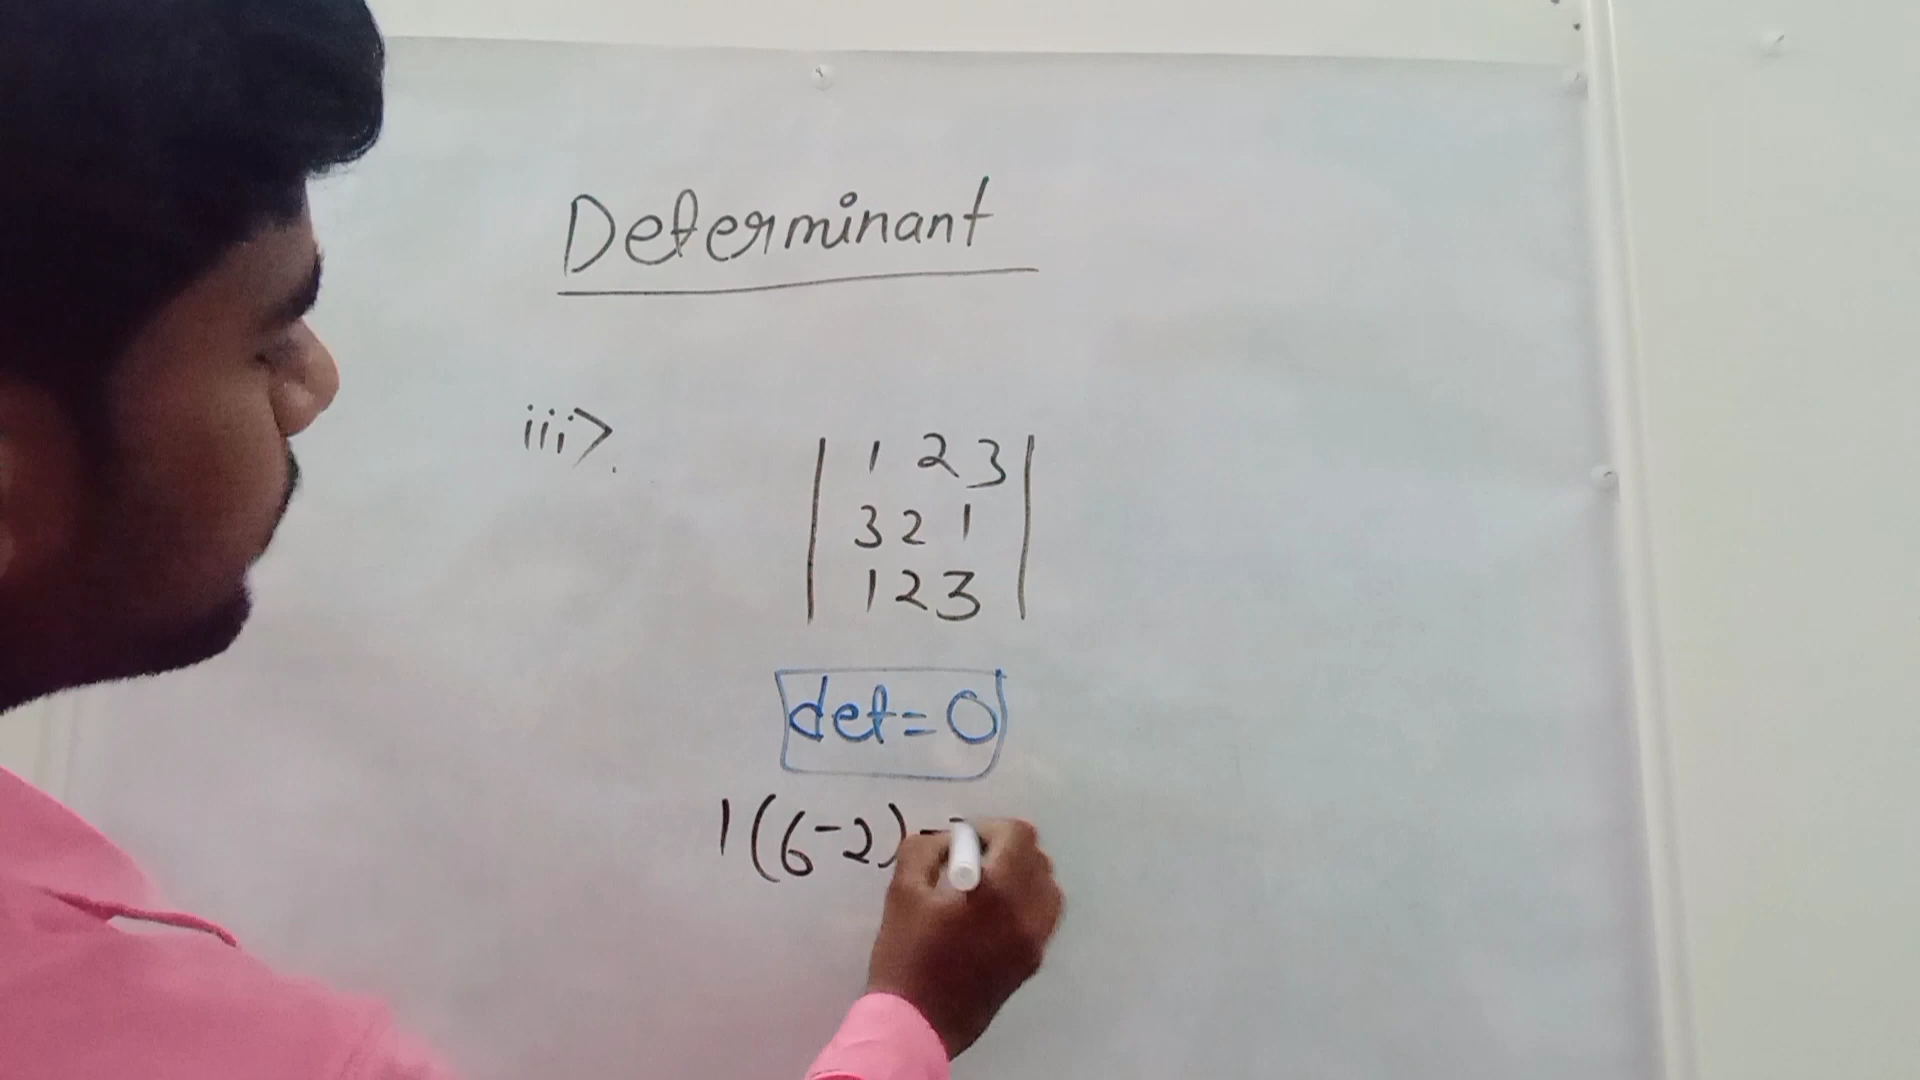 Determinant
iii>.
| 1 2 3 |
| 3 2 1 |
| 1 2 3 |
det=0
1(6-2)-